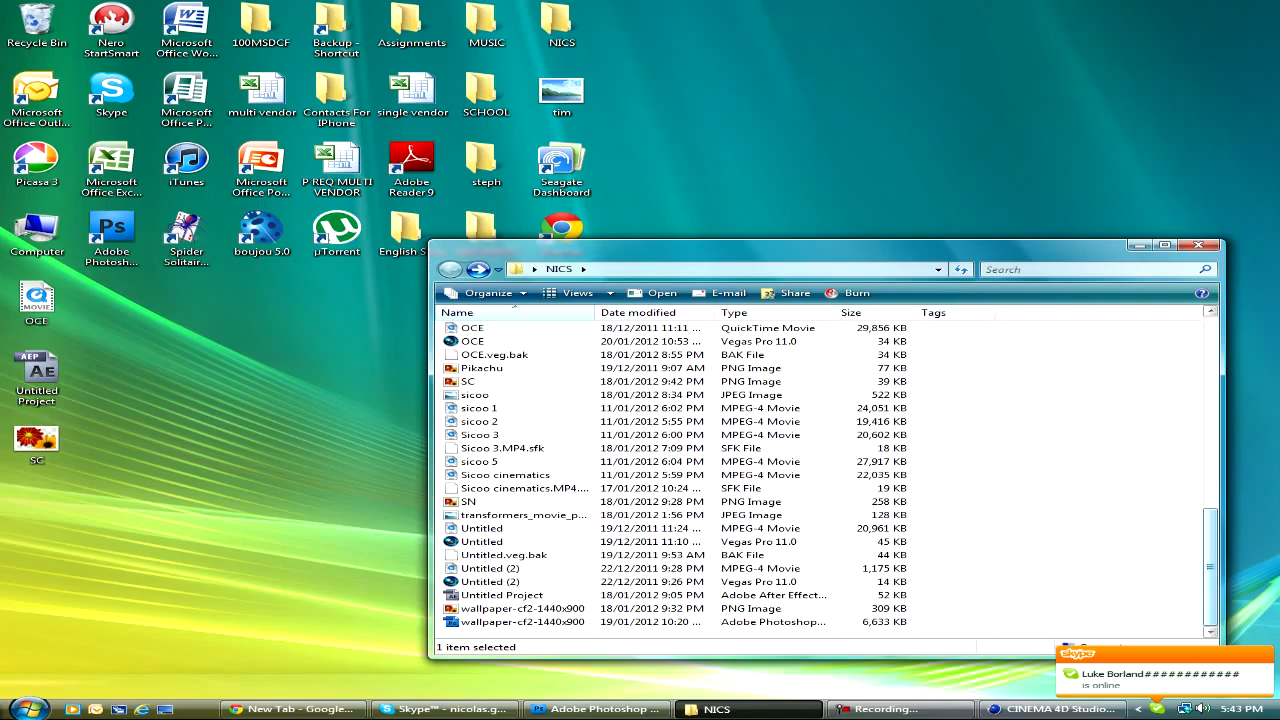 Recycle Bin
Nero
StartSmart
Microsoft
Office Wo...
100MSDCF
Backup -
Shortcut
Assignments
MUSIC
NICS
Microsoft
Office Outl...
Skype
Microsoft
Office P...
multi vendor
Contacts For
IPhone
single vendor
SCHOOL
tim
Picasa 3
Microsoft
Office Exc...
iTunes
Microsoft
Office Po...
P REQ MULTI
VENDOR
Adobe
Reader 9
steph
Seagate
Dashboard
Computer
Adobe
Photosh...
Spider
Solitair...
boujou 5.0
µTorrent
English S
OCE
Untitled
Project
SC
NICS
Search
Organize Views Open E-mail Share Burn
Name Date modified Type Size Tags
OCE 18/12/2011 11:11 ... QuickTime Movie 29,856 KB
OCE 20/01/2012 10:53 ... Vegas Pro 11.0 34 KB
OCE.veg.bak 18/01/2012 8:55 PM BAK File 34 KB
Pikachu 19/12/2011 9:07 AM PNG Image 77 KB
SC 18/01/2012 9:42 PM PNG Image 39 KB
sicoo 18/01/2012 8:34 PM JPEG Image 522 KB
sicoo 1 11/01/2012 6:02 PM MPEG-4 Movie 24,051 KB
sicoo 2 11/01/2012 5:55 PM MPEG-4 Movie 19,416 KB
Sicoo 3 11/01/2012 6:00 PM MPEG-4 Movie 20,602 KB
Sicoo 3.MP4.sfk 18/01/2012 7:09 PM SFK File 18 KB
sicoo 5 11/01/2012 6:04 PM MPEG-4 Movie 27,917 KB
Sicoo cinematics 11/01/2012 5:59 PM MPEG-4 Movie 22,035 KB
Sicoo cinematics.MP4.... 17/01/2012 10:24 ... SFK File 19 KB
SN 18/01/2012 9:28 PM PNG Image 258 KB
transformers_movie_p... 18/01/2012 1:56 PM JPEG Image 128 KB
Untitled 19/12/2011 11:24 ... MPEG-4 Movie 20,961 KB
Untitled 19/12/2011 11:10 ... Vegas Pro 11.0 45 KB
Untitled.veg.bak 19/12/2011 9:53 AM BAK File 44 KB
Untitled (2) 22/12/2011 9:28 PM MPEG-4 Movie 1,175 KB
Untitled (2) 22/12/2011 9:26 PM Vegas Pro 11.0 14 KB
Untitled Project 18/01/2012 9:05 PM Adobe After Effect... 52 KB
wallpaper-cf2-1440x900 18/01/2012 9:32 PM PNG Image 309 KB
wallpaper-cf2-1440x900 19/01/2012 10:20 ... Adobe Photoshop... 6,633 KB
1 item selected
skype
Luke Borland############
is online
New Tab - Google...
Skype™ - nicolas.g...
Adobe Photoshop ...
NICS
Recording...
CINEMA 4D Studio...
5:43 PM